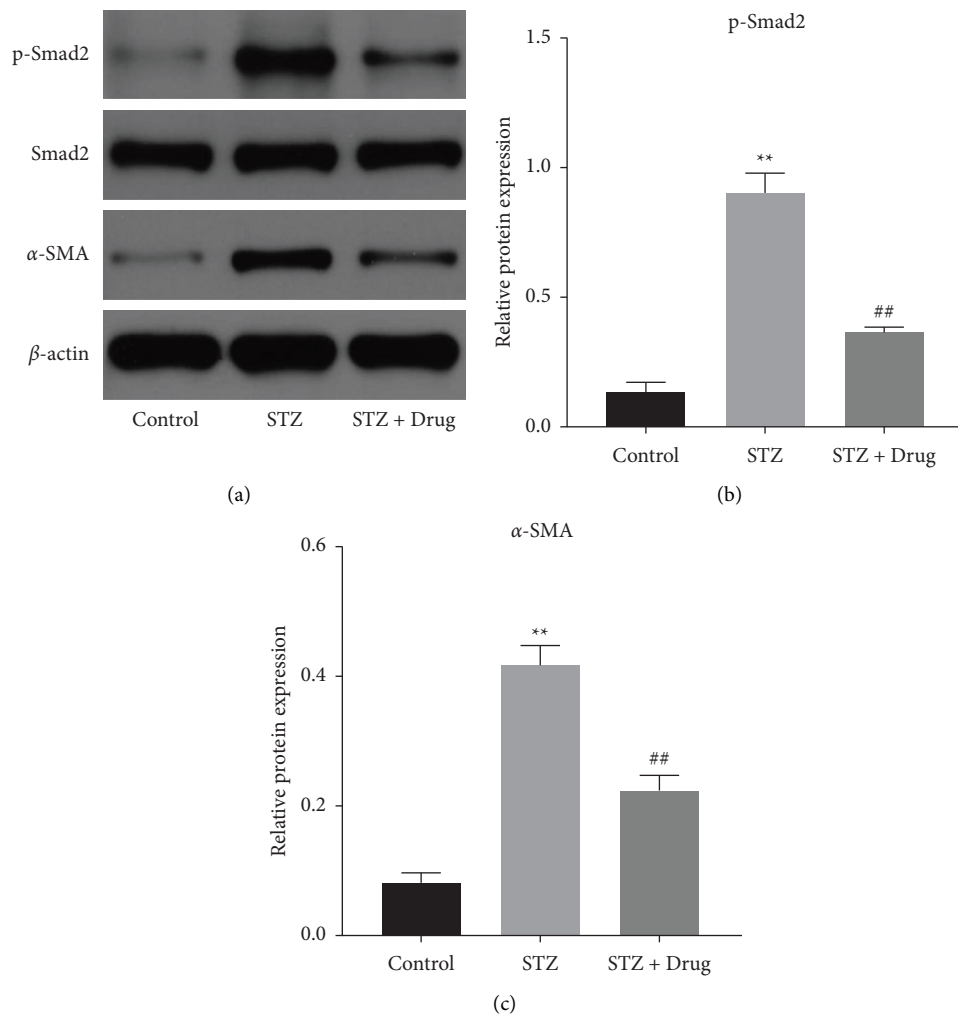 p-Smad2
Smad2
α-SMA
β-actin
Control STZ STZ + Drug
(a)
p-Smad2
Relative protein expression
1.5
1.0
0.5
0.0
**
##
Control STZ STZ + Drug
(b)
α-SMA
Relative protein expression
0.6
0.4
0.2
0.0
**
##
Control STZ STZ + Drug
(c)